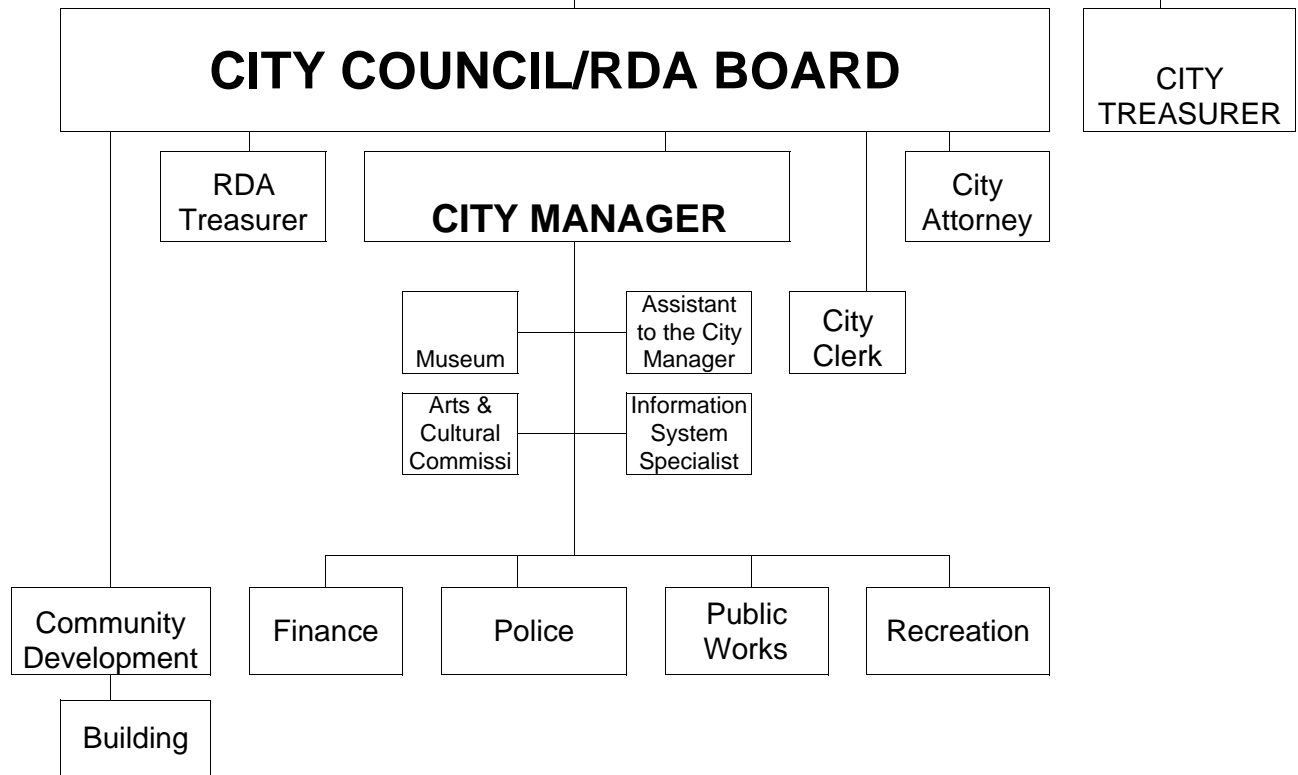 CITY COUNCIL/RDA BOARD
CITY
TREASURER
RDA
Treasurer
CITY MANAGER
City
Attorney
Museum
Assistant
to the City
Manager
City
Clerk
Arts &
Cultural
Commissi
Information
System
Specialist
Community
Development
Finance
Police
Public
Works
Recreation
Building